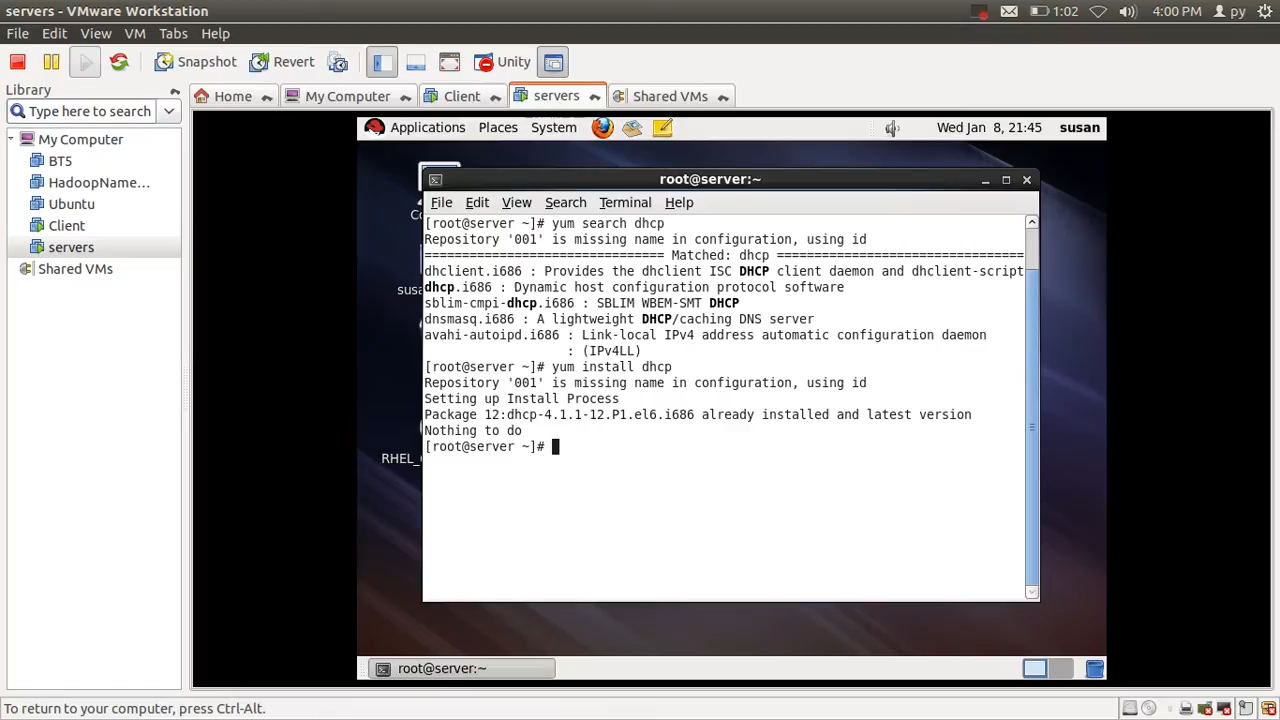 servers - VMware Workstation
1:02
4:00 PM
py
File Edit View VM Tabs Help
Snapshot
Revert
Unity
Library
Type here to search
My Computer
BT5
HadoopName...
Ubuntu
Client
servers
Shared VMs
Home
My Computer
Client
servers
Shared VMs
Applications Places System
Wed Jan 8, 21:45
susan
root@server:~
File Edit View Search Terminal Help
[root@server ~]# yum search dhcp
Repository '001' is missing name in configuration, using id
================================ Matched: dhcp =================================
dhclient.i686 : Provides the dhclient ISC DHCP client daemon and dhclient-script
dhcp.i686 : Dynamic host configuration protocol software
sblim-cmpi-dhcp.i686 : SBLIM WBEM-SMT DHCP
dnsmasq.i686 : A lightweight DHCP/caching DNS server
avahi-autoipd.i686 : Link-local IPv4 address automatic configuration daemon
: (IPv4LL)
[root@server ~]# yum install dhcp
Repository '001' is missing name in configuration, using id
Setting up Install Process
Package 12:dhcp-4.1.1-12.P1.el6.i686 already installed and latest version
Nothing to do
[root@server ~]#
susa
RHEL_
root@server:~
To return to your computer, press Ctrl-Alt.